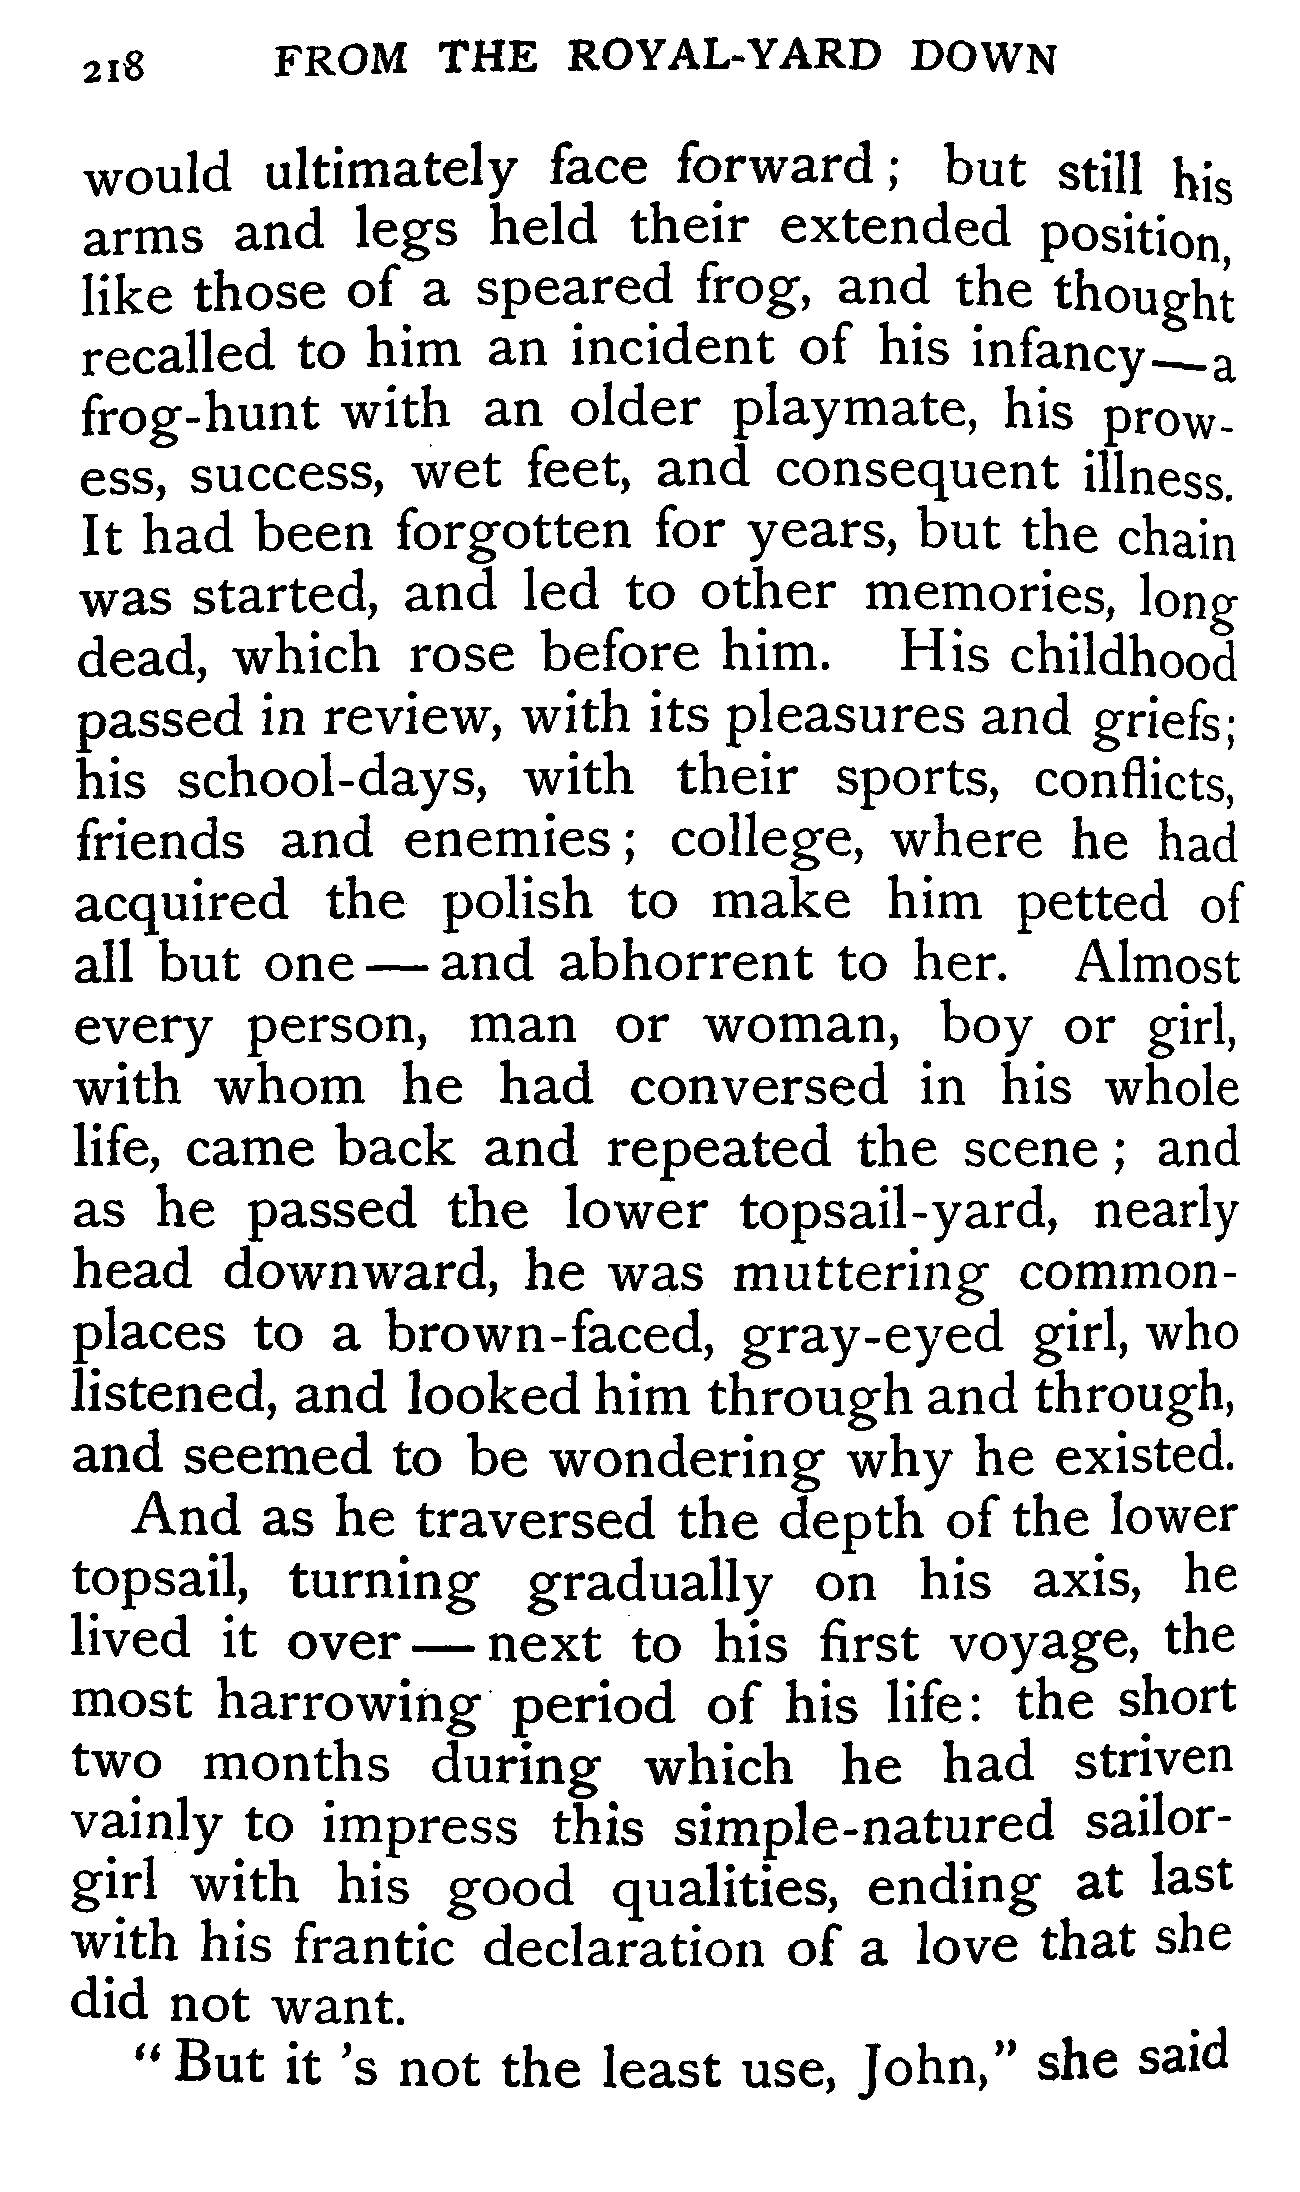 218 FROM THE ROYAL-YARD DOWN
would ultimately face forward; but still his
arms and legs held their extended position,
like those of a speared frog, and the thought
recalled to him an incident of his infancy—a
frog-hunt with an older playmate, his prow-
ess, success, wet feet, and consequent illness.
It had been forgotten for years, but the chain
was started, and led to other memories, long
dead, which rose before him. His childhood
passed in review, with its pleasures and griefs;
his school-days, with their sports, conflicts,
friends and enemies; college, where he had
acquired the polish to make him petted of
all but one—and abhorrent to her. Almost
every person, man or woman, boy or girl,
with whom he had conversed in his whole
life, came back and repeated the scene; and
as he passed the lower topsail-yard, nearly
head downward, he was muttering common-
places to a brown-faced, gray-eyed girl, who
listened, and looked him through and through,
and seemed to be wondering why he existed.
And as he traversed the depth of the lower
topsail, turning gradually on his axis, he
lived it over—next to his first voyage, the
most harrowing period of his life: the short
two months during which he had striven
vainly to impress this simple-natured sailor-
girl with his good qualities, ending at last
with his frantic declaration of a love that she
did not want.
“But it 's not the least use, John,” she said